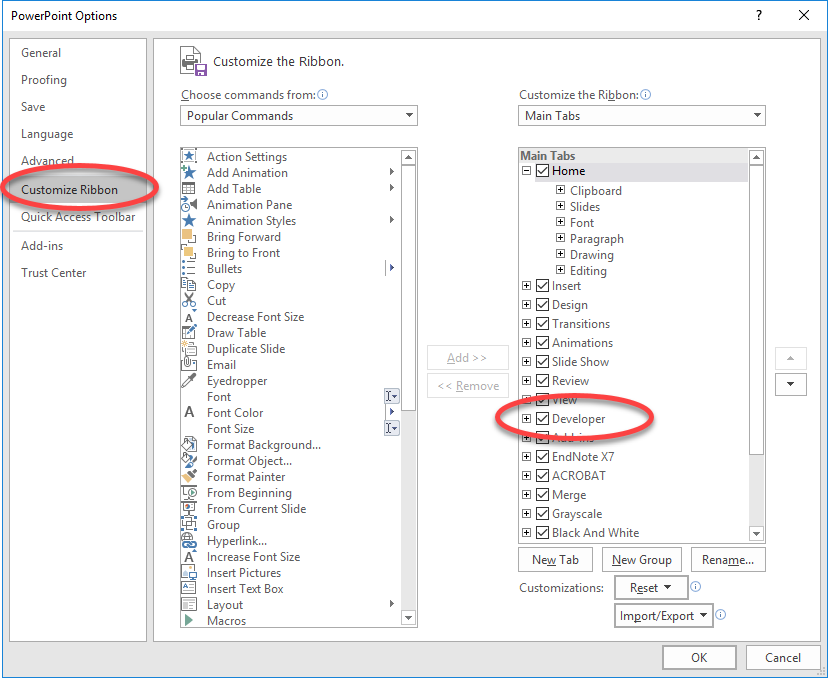 PowerPoint Options
?
General
Proofing
Save
Language
Advanced
Customize Ribbon
Quick Access Toolbar
Add-ins
Trust Center
Customize the Ribbon.
Choose commands from:
Popular Commands
Action Settings
Add Animation
Add Table
Animation Pane
Animation Styles
Bring Forward
Bring to Front
Bullets
Copy
Cut
Decrease Font Size
Draw Table
Duplicate Slide
Email
Eyedropper
Font
Font Color
Font Size
Format Background...
Format Object...
Format Painter
From Beginning
From Current Slide
Group
Hyperlink...
Increase Font Size
Insert Pictures
Insert Text Box
Layout
Macros
Add >>
<< Remove
Customize the Ribbon:
Main Tabs
Main Tabs
Home
Clipboard
Slides
Font
Paragraph
Drawing
Editing
Insert
Design
Transitions
Animations
Slide Show
Review
View
Developer
Add-ins
EndNote X7
ACROBAT
Merge
Grayscale
Black And White
New Tab
New Group
Rename...
Customizations:
Reset
Import/Export
OK
Cancel